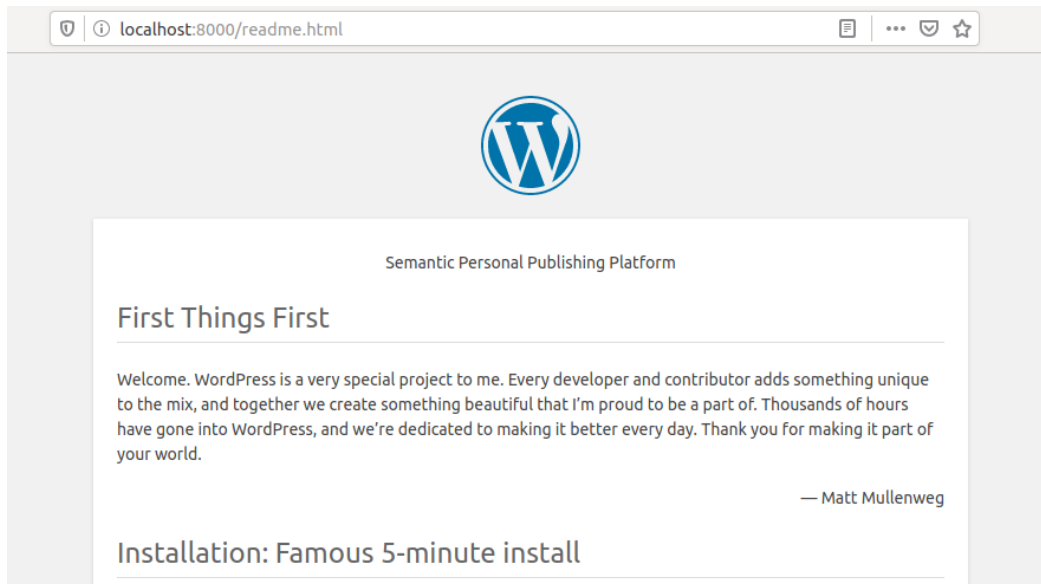 localhost:8000/readme.html
Semantic Personal Publishing Platform
First Things First
Welcome. WordPress is a very special project to me. Every developer and contributor adds something unique
to the mix, and together we create something beautiful that I’m proud to be a part of. Thousands of hours
have gone into WordPress, and we’re dedicated to making it better every day. Thank you for making it part of
your world.
— Matt Mullenweg
Installation: Famous 5-minute install